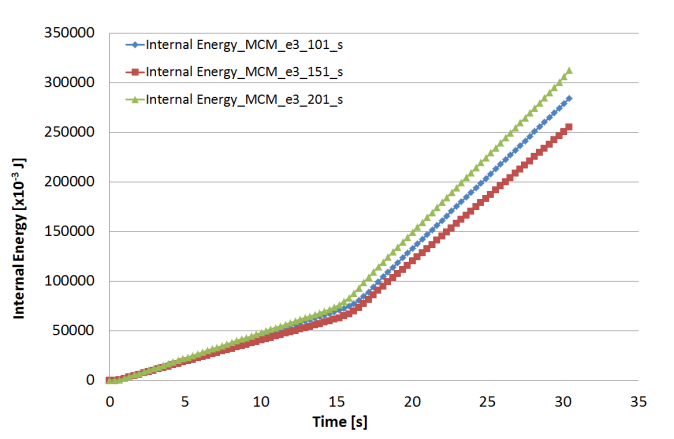 350000
300000
250000
200000
150000
100000
50000
0
Internal Energy [x10⁻³ J]
Internal Energy_MCM_e3_101_s
Internal Energy_MCM_e3_151_s
Internal Energy_MCM_e3_201_s
0 5 10 15 20 25 30 35
Time [s]